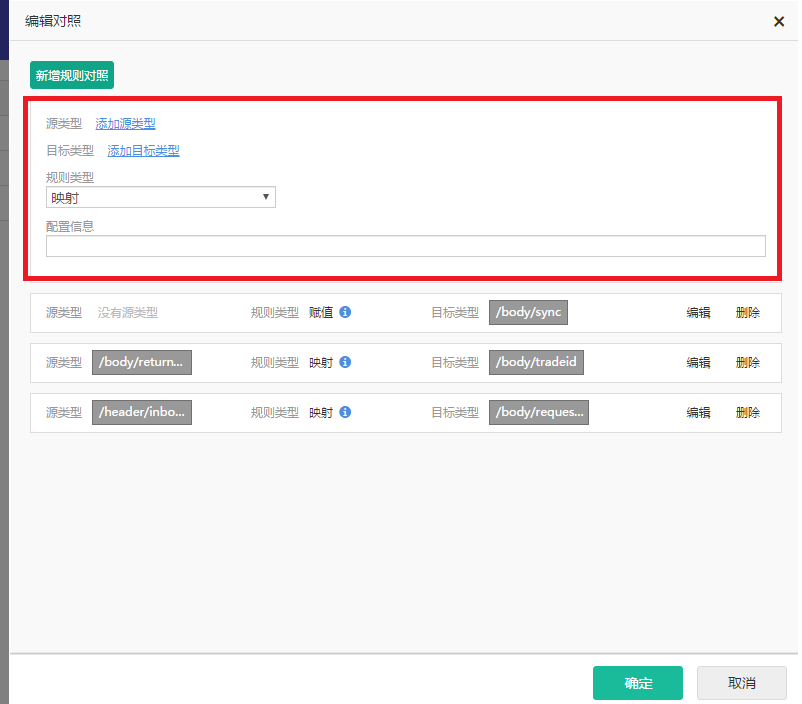 编辑对照 ×
新增规则对照
源类型 添加源类型
目标类型 添加目标类型
规则类型
映射
配置信息
源类型 没有源类型 规则类型 赋值 目标类型 /body/sync 编辑 删除
源类型 /body/return... 规则类型 映射 目标类型 /body/tradeid 编辑 删除
源类型 /header/inbo... 规则类型 映射 目标类型 /body/reques... 编辑 删除
确定 取消